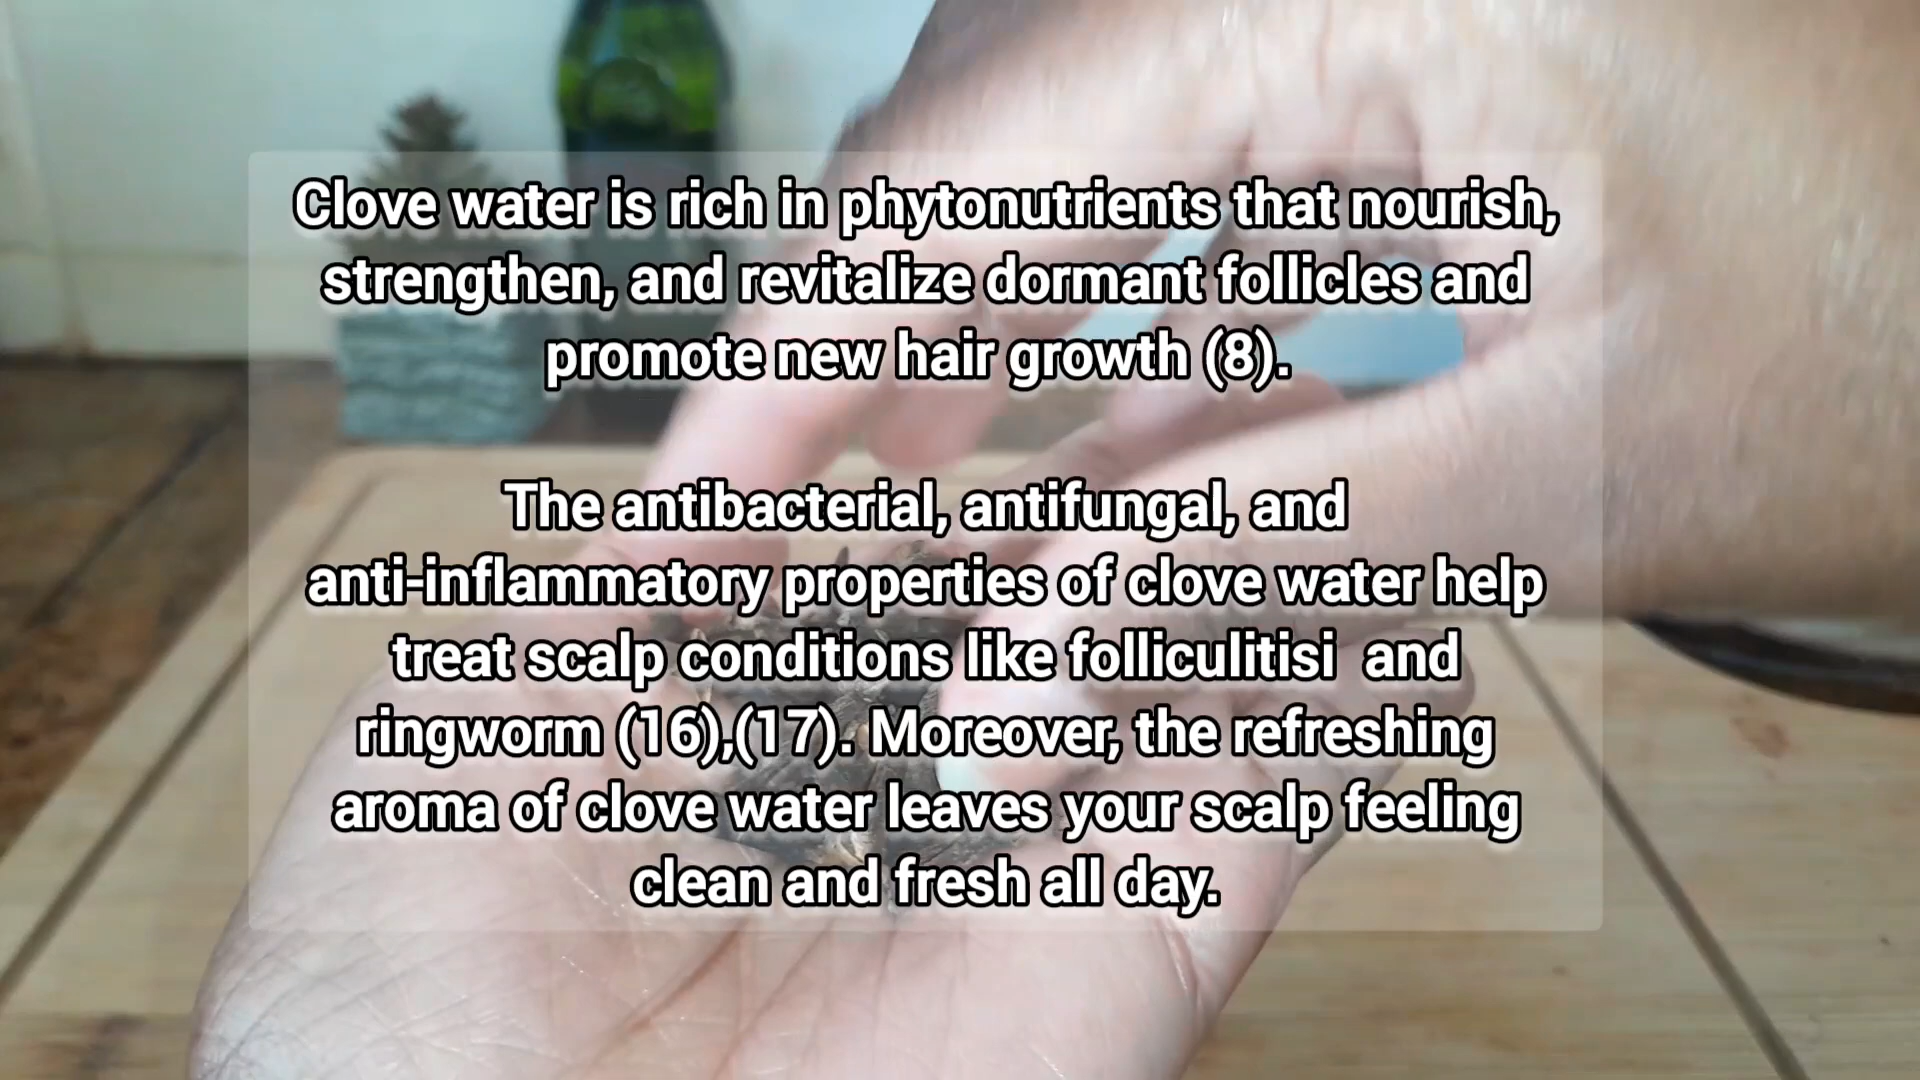 Clove water is rich in phytonutrients that nourish,
strengthen, and revitalize dormant follicles and
promote new hair growth (8).
The antibacterial, antifungal, and
anti-inflammatory properties of clove water help
treat scalp conditions like folliculitisi  and
ringworm (16),(17). Moreover, the refreshing
aroma of clove water leaves your scalp feeling
clean and fresh all day.